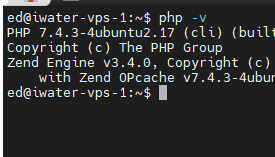 ed@iwater-vps-1:~$ php -v
PHP 7.4.3-4ubuntu2.17 (cli) (built
Copyright (c) The PHP Group
Zend Engine v3.4.0, Copyright (c)
with Zend OPcache v7.4.3-4ubun
ed@iwater-vps-1:~$